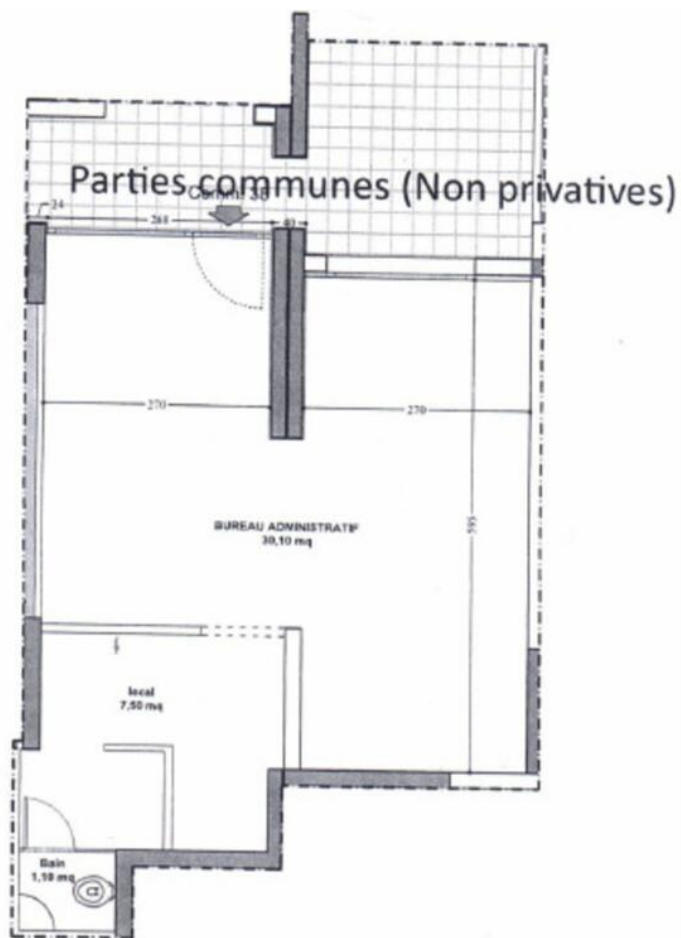 Parties communes (Non privatives)
24
268
40
270
270
595
BUREAU ADMINISTRATIF
30,10 mq
local
7,50 mq
Bain
1,10 mq